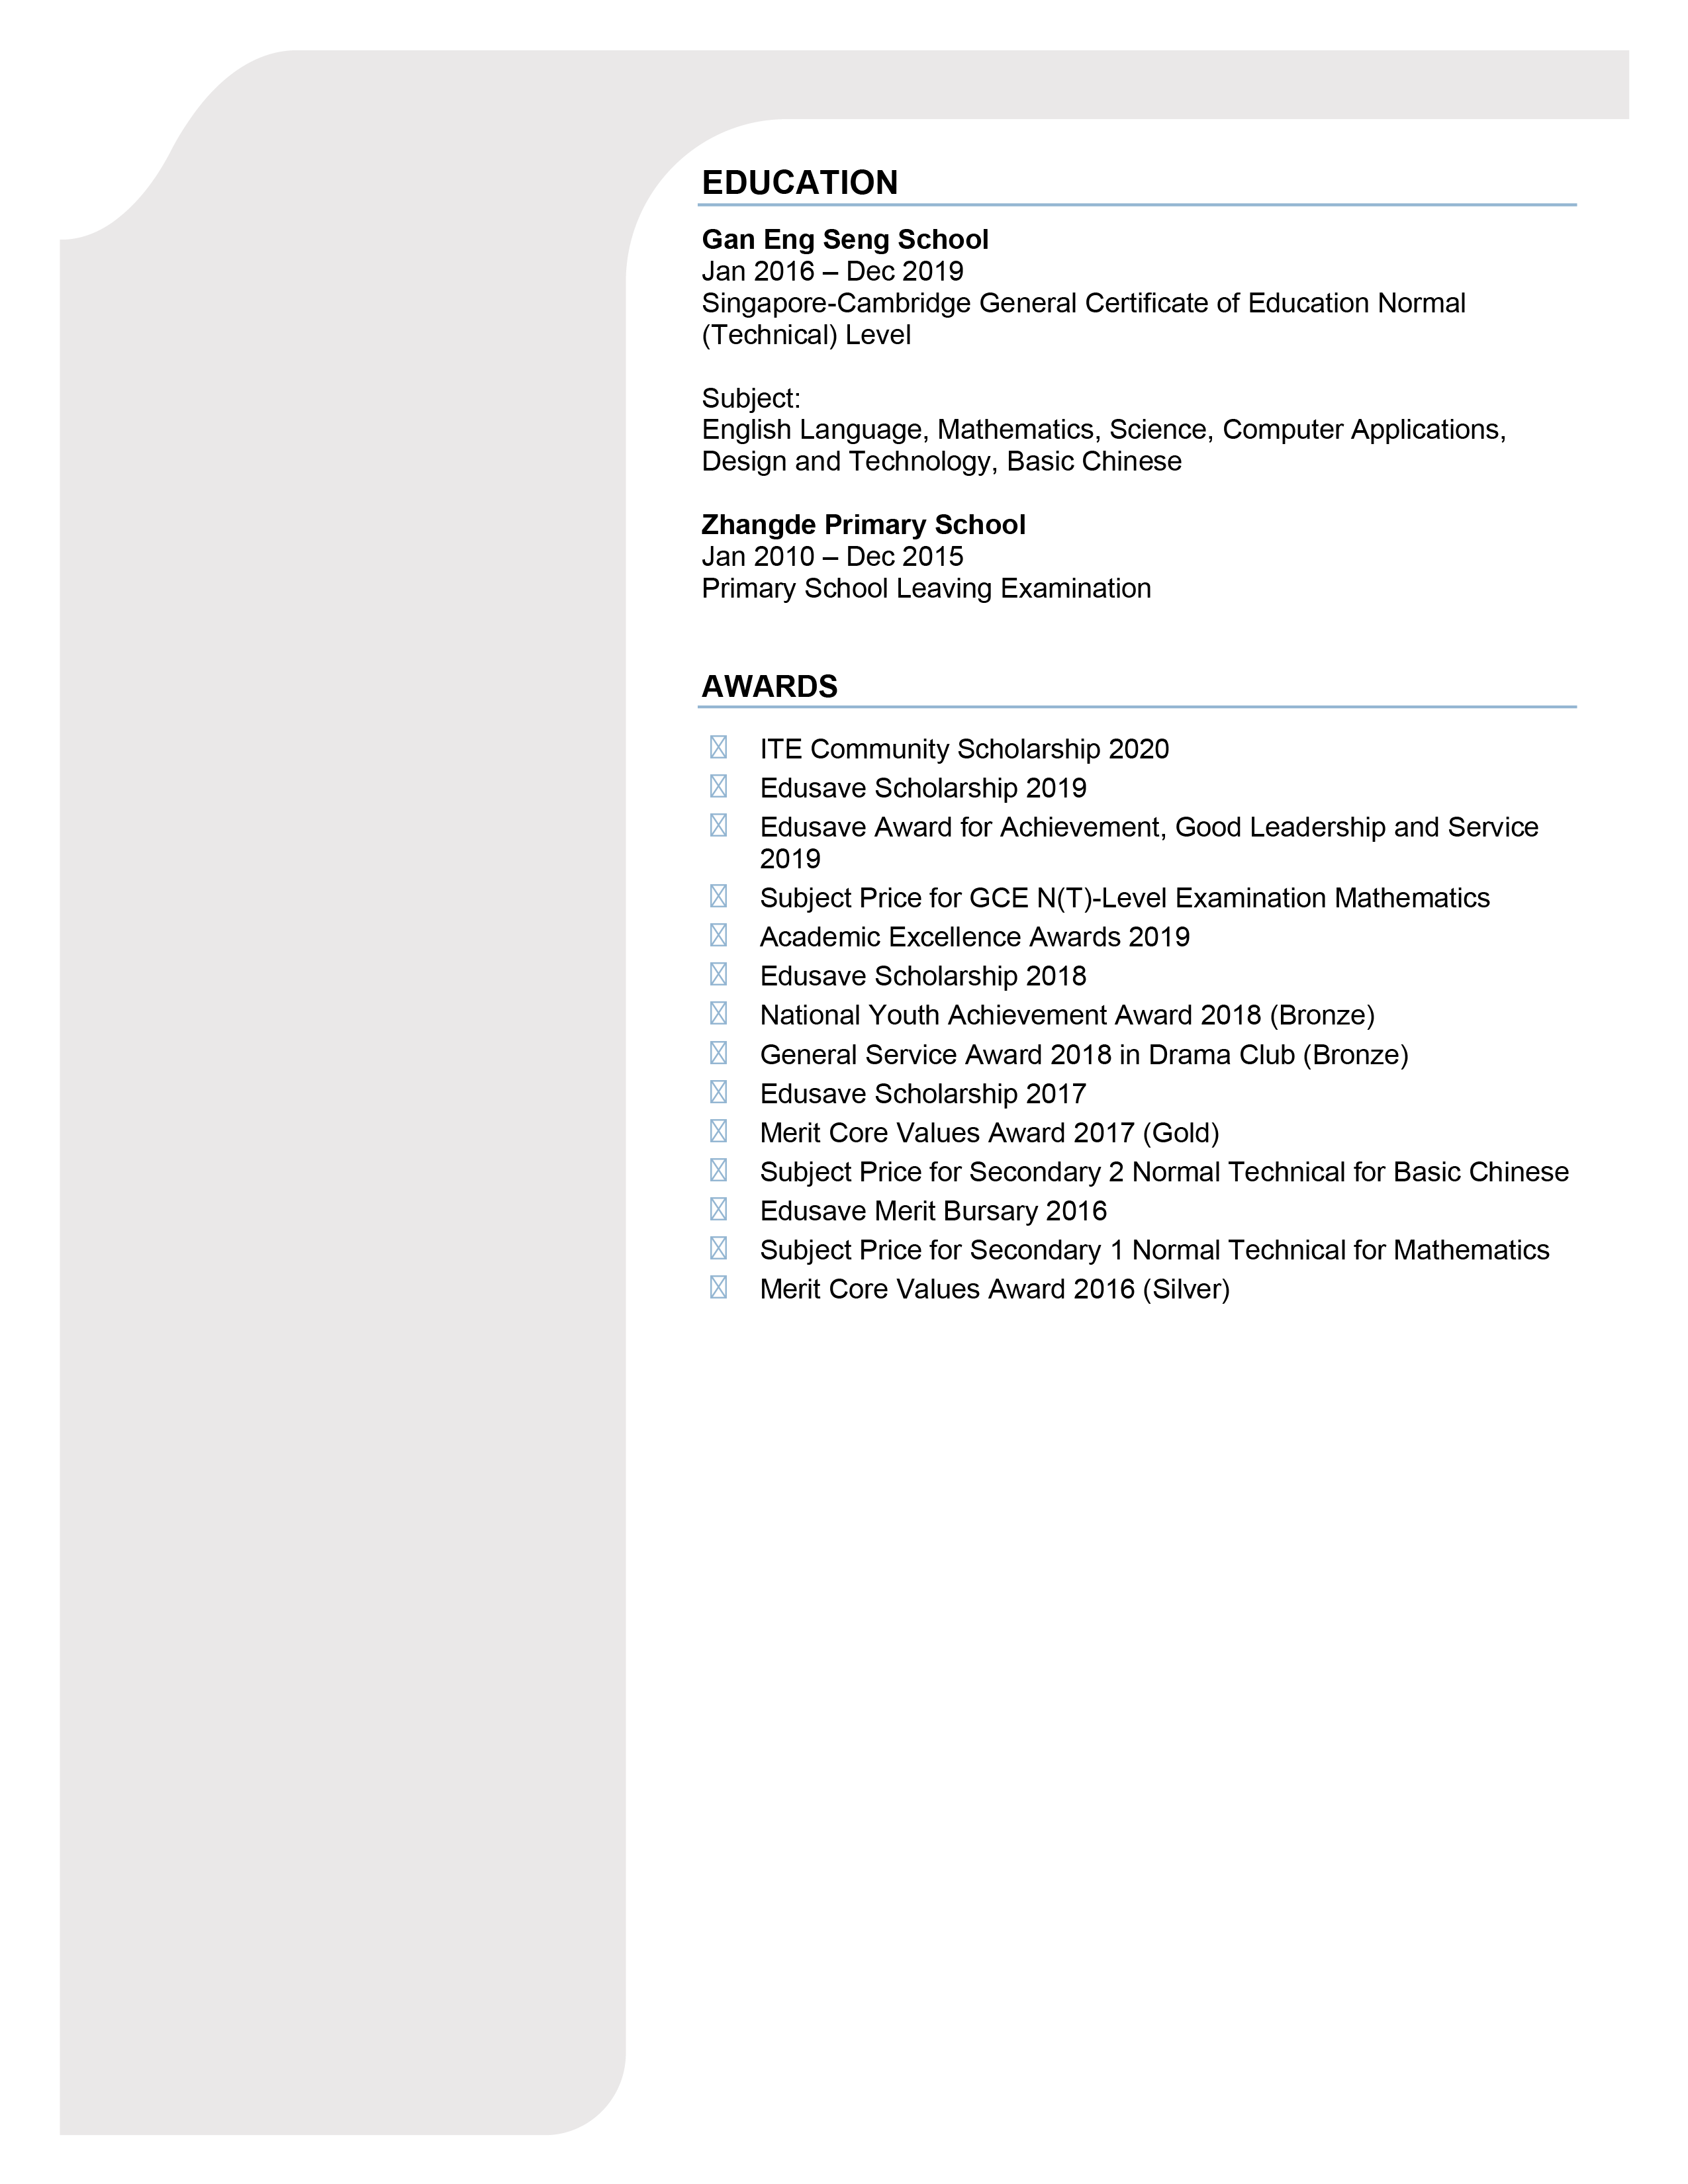 EDUCATION
Gan Eng Seng School
Jan 2016 – Dec 2019
Singapore-Cambridge General Certificate of Education Normal
(Technical) Level
Subject:
English Language, Mathematics, Science, Computer Applications,
Design and Technology, Basic Chinese
Zhangde Primary School
Jan 2010 – Dec 2015
Primary School Leaving Examination
AWARDS
ITE Community Scholarship 2020
Edusave Scholarship 2019
Edusave Award for Achievement, Good Leadership and Service
2019
Subject Price for GCE N(T)-Level Examination Mathematics
Academic Excellence Awards 2019
Edusave Scholarship 2018
National Youth Achievement Award 2018 (Bronze)
General Service Award 2018 in Drama Club (Bronze)
Edusave Scholarship 2017
Merit Core Values Award 2017 (Gold)
Subject Price for Secondary 2 Normal Technical for Basic Chinese
Edusave Merit Bursary 2016
Subject Price for Secondary 1 Normal Technical for Mathematics
Merit Core Values Award 2016 (Silver)